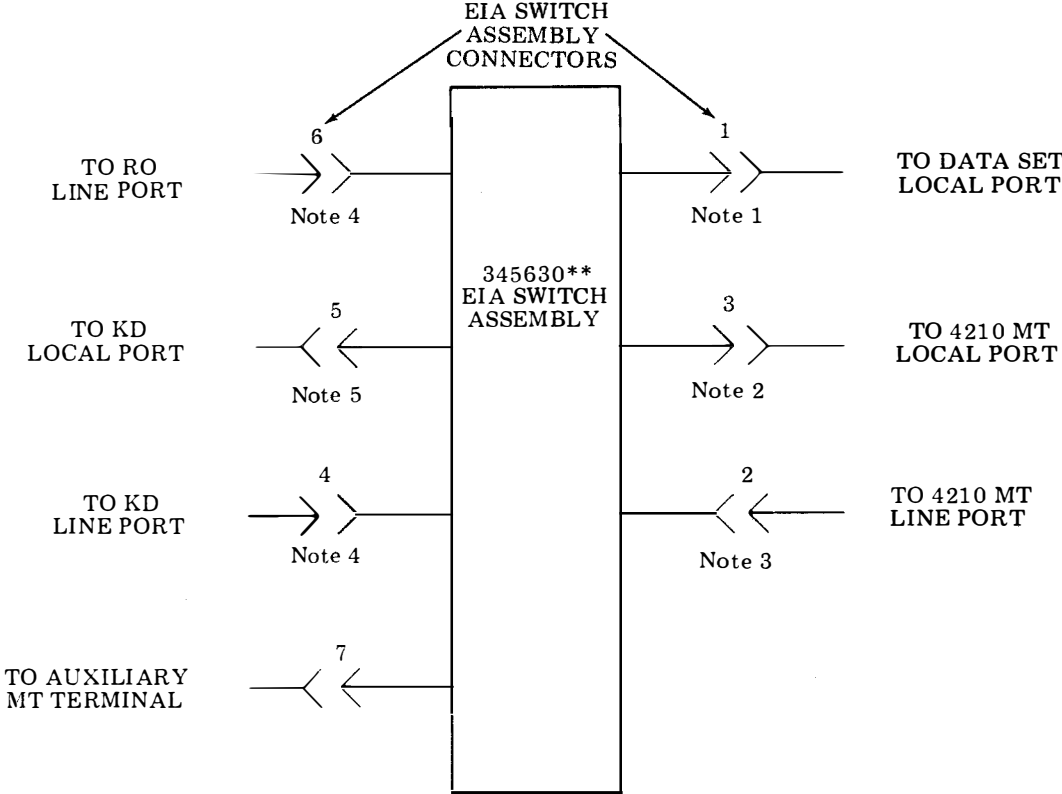 EIA SWITCH
ASSEMBLY
CONNECTORS
6
TO RO
LINE PORT
Note 4
1
TO DATA SET
LOCAL PORT
Note 1
345630**
EIA SWITCH
ASSEMBLY
5
TO KD
LOCAL PORT
Note 5
3
TO 4210 MT
LOCAL PORT
Note 2
4
TO KD
LINE PORT
Note 4
2
TO 4210 MT
LINE PORT
Note 3
7
TO AUXILIARY
MT TERMINAL